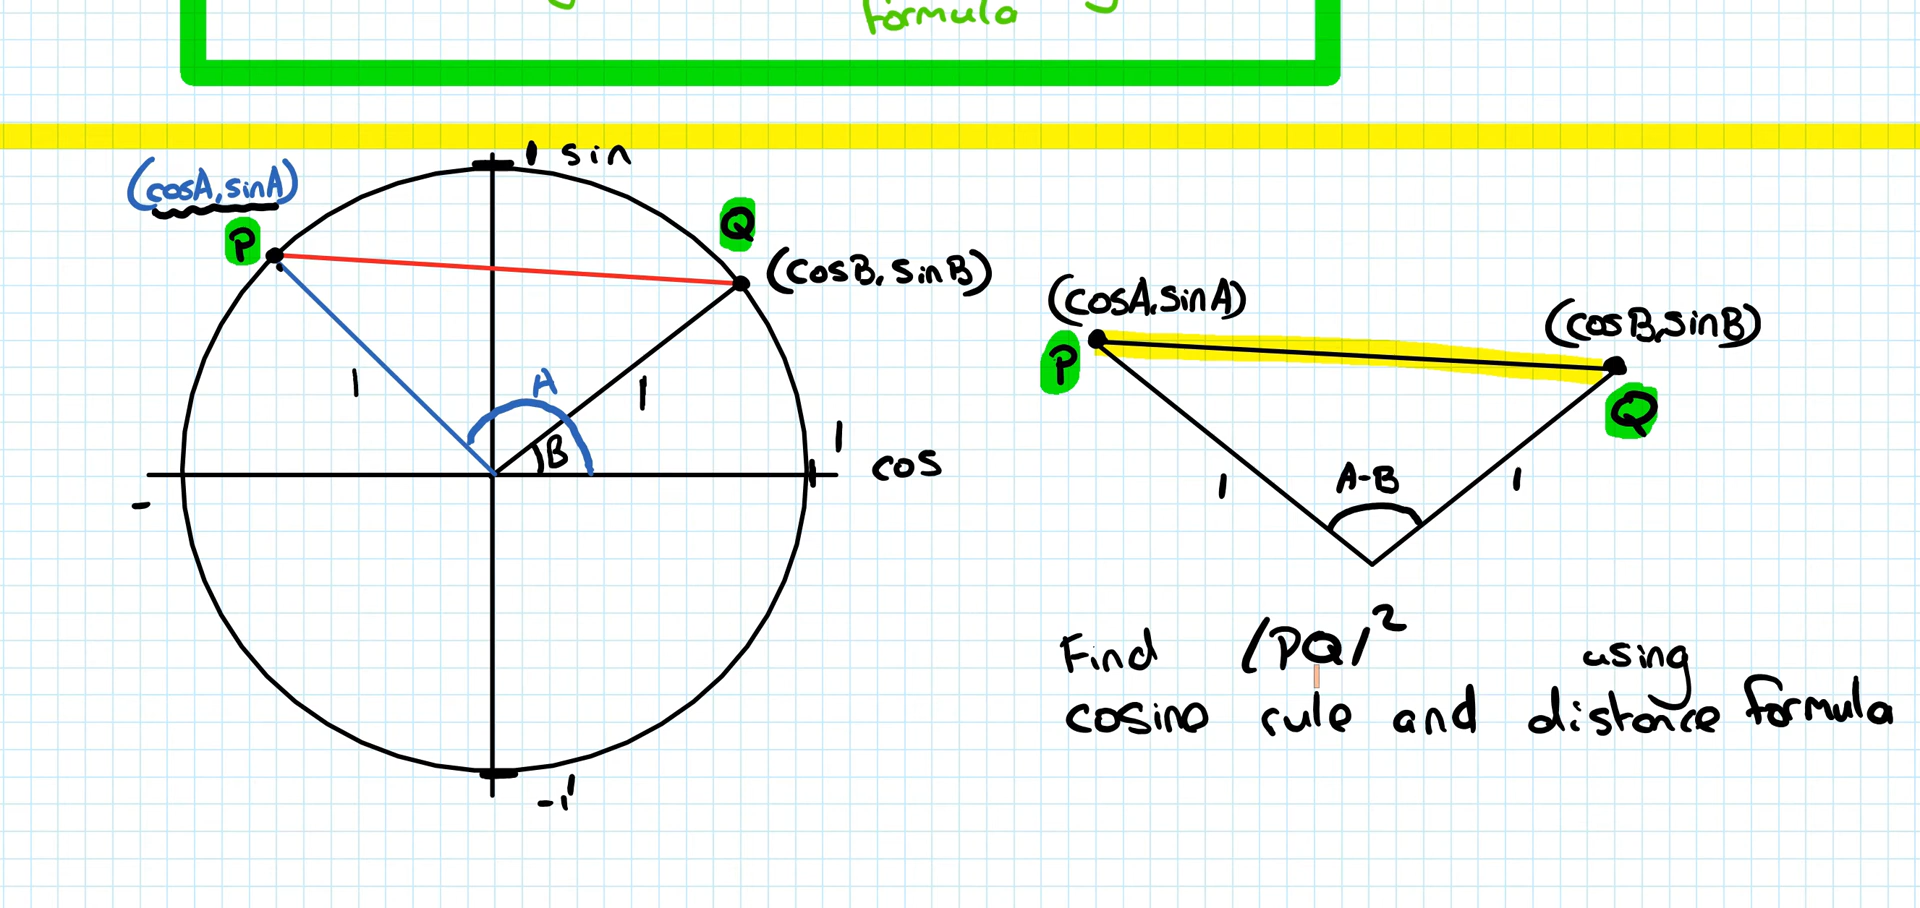 formula
1 sin
(cosA, sinA)
P
Q
(cosB, sinB)
1
A
1
B
1
cos
-
-1
(cosA, sinA)
(cosB, sinB)
P
Q
A-B
1
1
Find |PQ|² using
cosine rule and distance formula